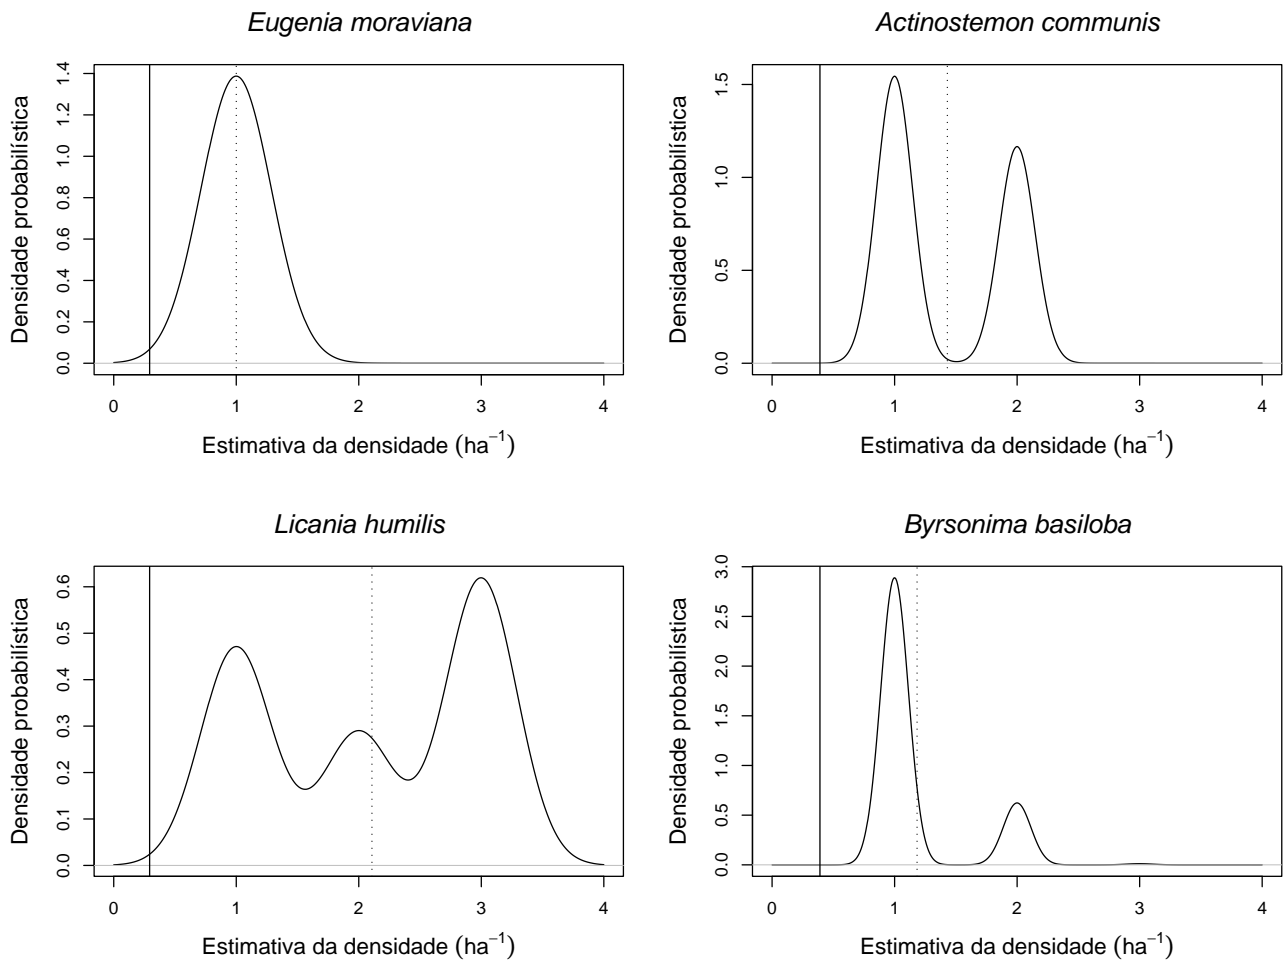 Eugenia moraviana
Densidade probabilística
0.0 0.2 0.4 0.6 0.8 1.0 1.2 1.4
0 1 2 3 4
Estimativa da densidade (ha⁻¹)
Actinostemon communis
Densidade probabilística
0.0 0.5 1.0 1.5
0 1 2 3 4
Estimativa da densidade (ha⁻¹)
Licania humilis
Densidade probabilística
0.0 0.1 0.2 0.3 0.4 0.5 0.6
0 1 2 3 4
Estimativa da densidade (ha⁻¹)
Byrsonima basiloba
Densidade probabilística
0.0 0.5 1.0 1.5 2.0 2.5 3.0
0 1 2 3 4
Estimativa da densidade (ha⁻¹)